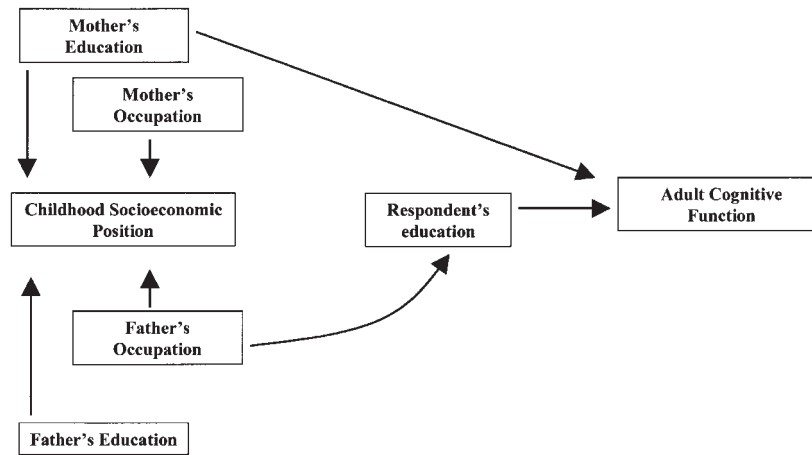 Mother's
Education
Mother's
Occupation
Childhood Socioeconomic
Position
Respondent's
education
Adult Cognitive
Function
Father's
Occupation
Father's Education